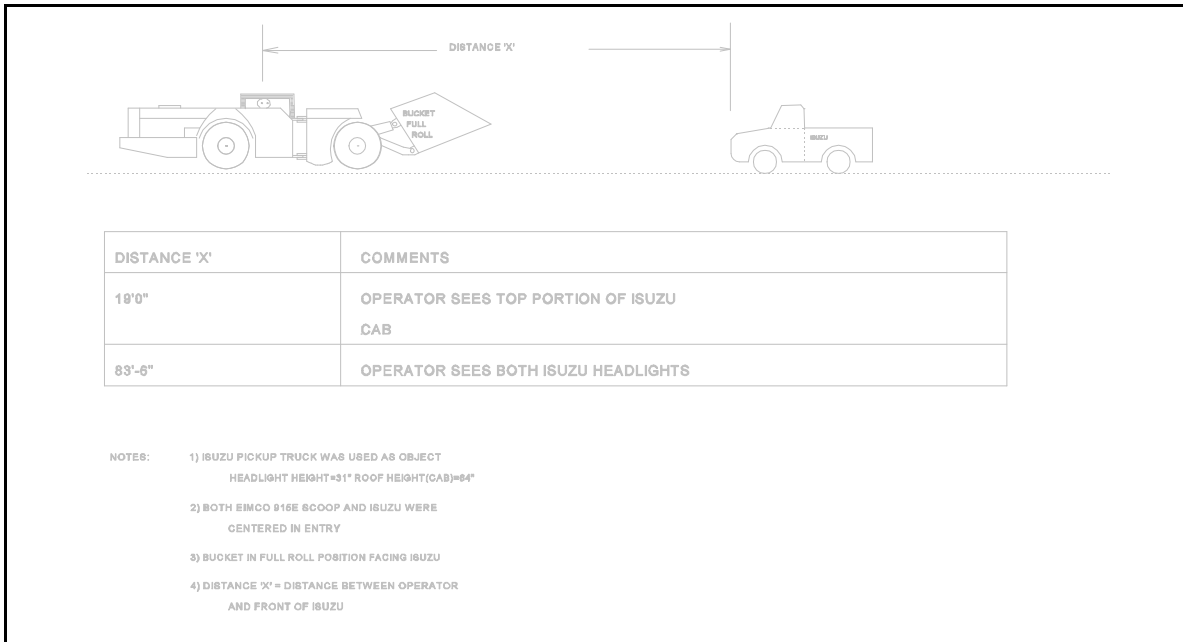 DISTANCE 'X'
BUCKET
FULL
ROLL
ISUZU
DISTANCE 'X'
COMMENTS
19'0"
OPERATOR SEES TOP PORTION OF ISUZU
CAB
83'-6"
OPERATOR SEES BOTH ISUZU HEADLIGHTS
NOTES:
1) ISUZU PICKUP TRUCK WAS USED AS OBJECT
HEADLIGHT HEIGHT=31" ROOF HEIGHT(CAB)=64"
2) BOTH EIMCO 915E SCOOP AND ISUZU WERE
CENTERED IN ENTRY
3) BUCKET IN FULL ROLL POSITION FACING ISUZU
4) DISTANCE 'X' = DISTANCE BETWEEN OPERATOR
AND FRONT OF ISUZU